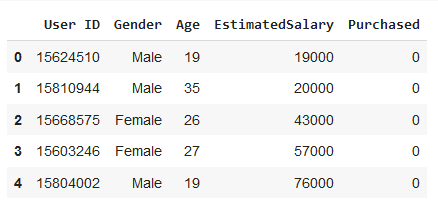 User ID Gender Age EstimatedSalary Purchased
0 15624510 Male 19 19000 0
1 15810944 Male 35 20000 0
2 15668575 Female 26 43000 0
3 15603246 Female 27 57000 0
4 15804002 Male 19 76000 0